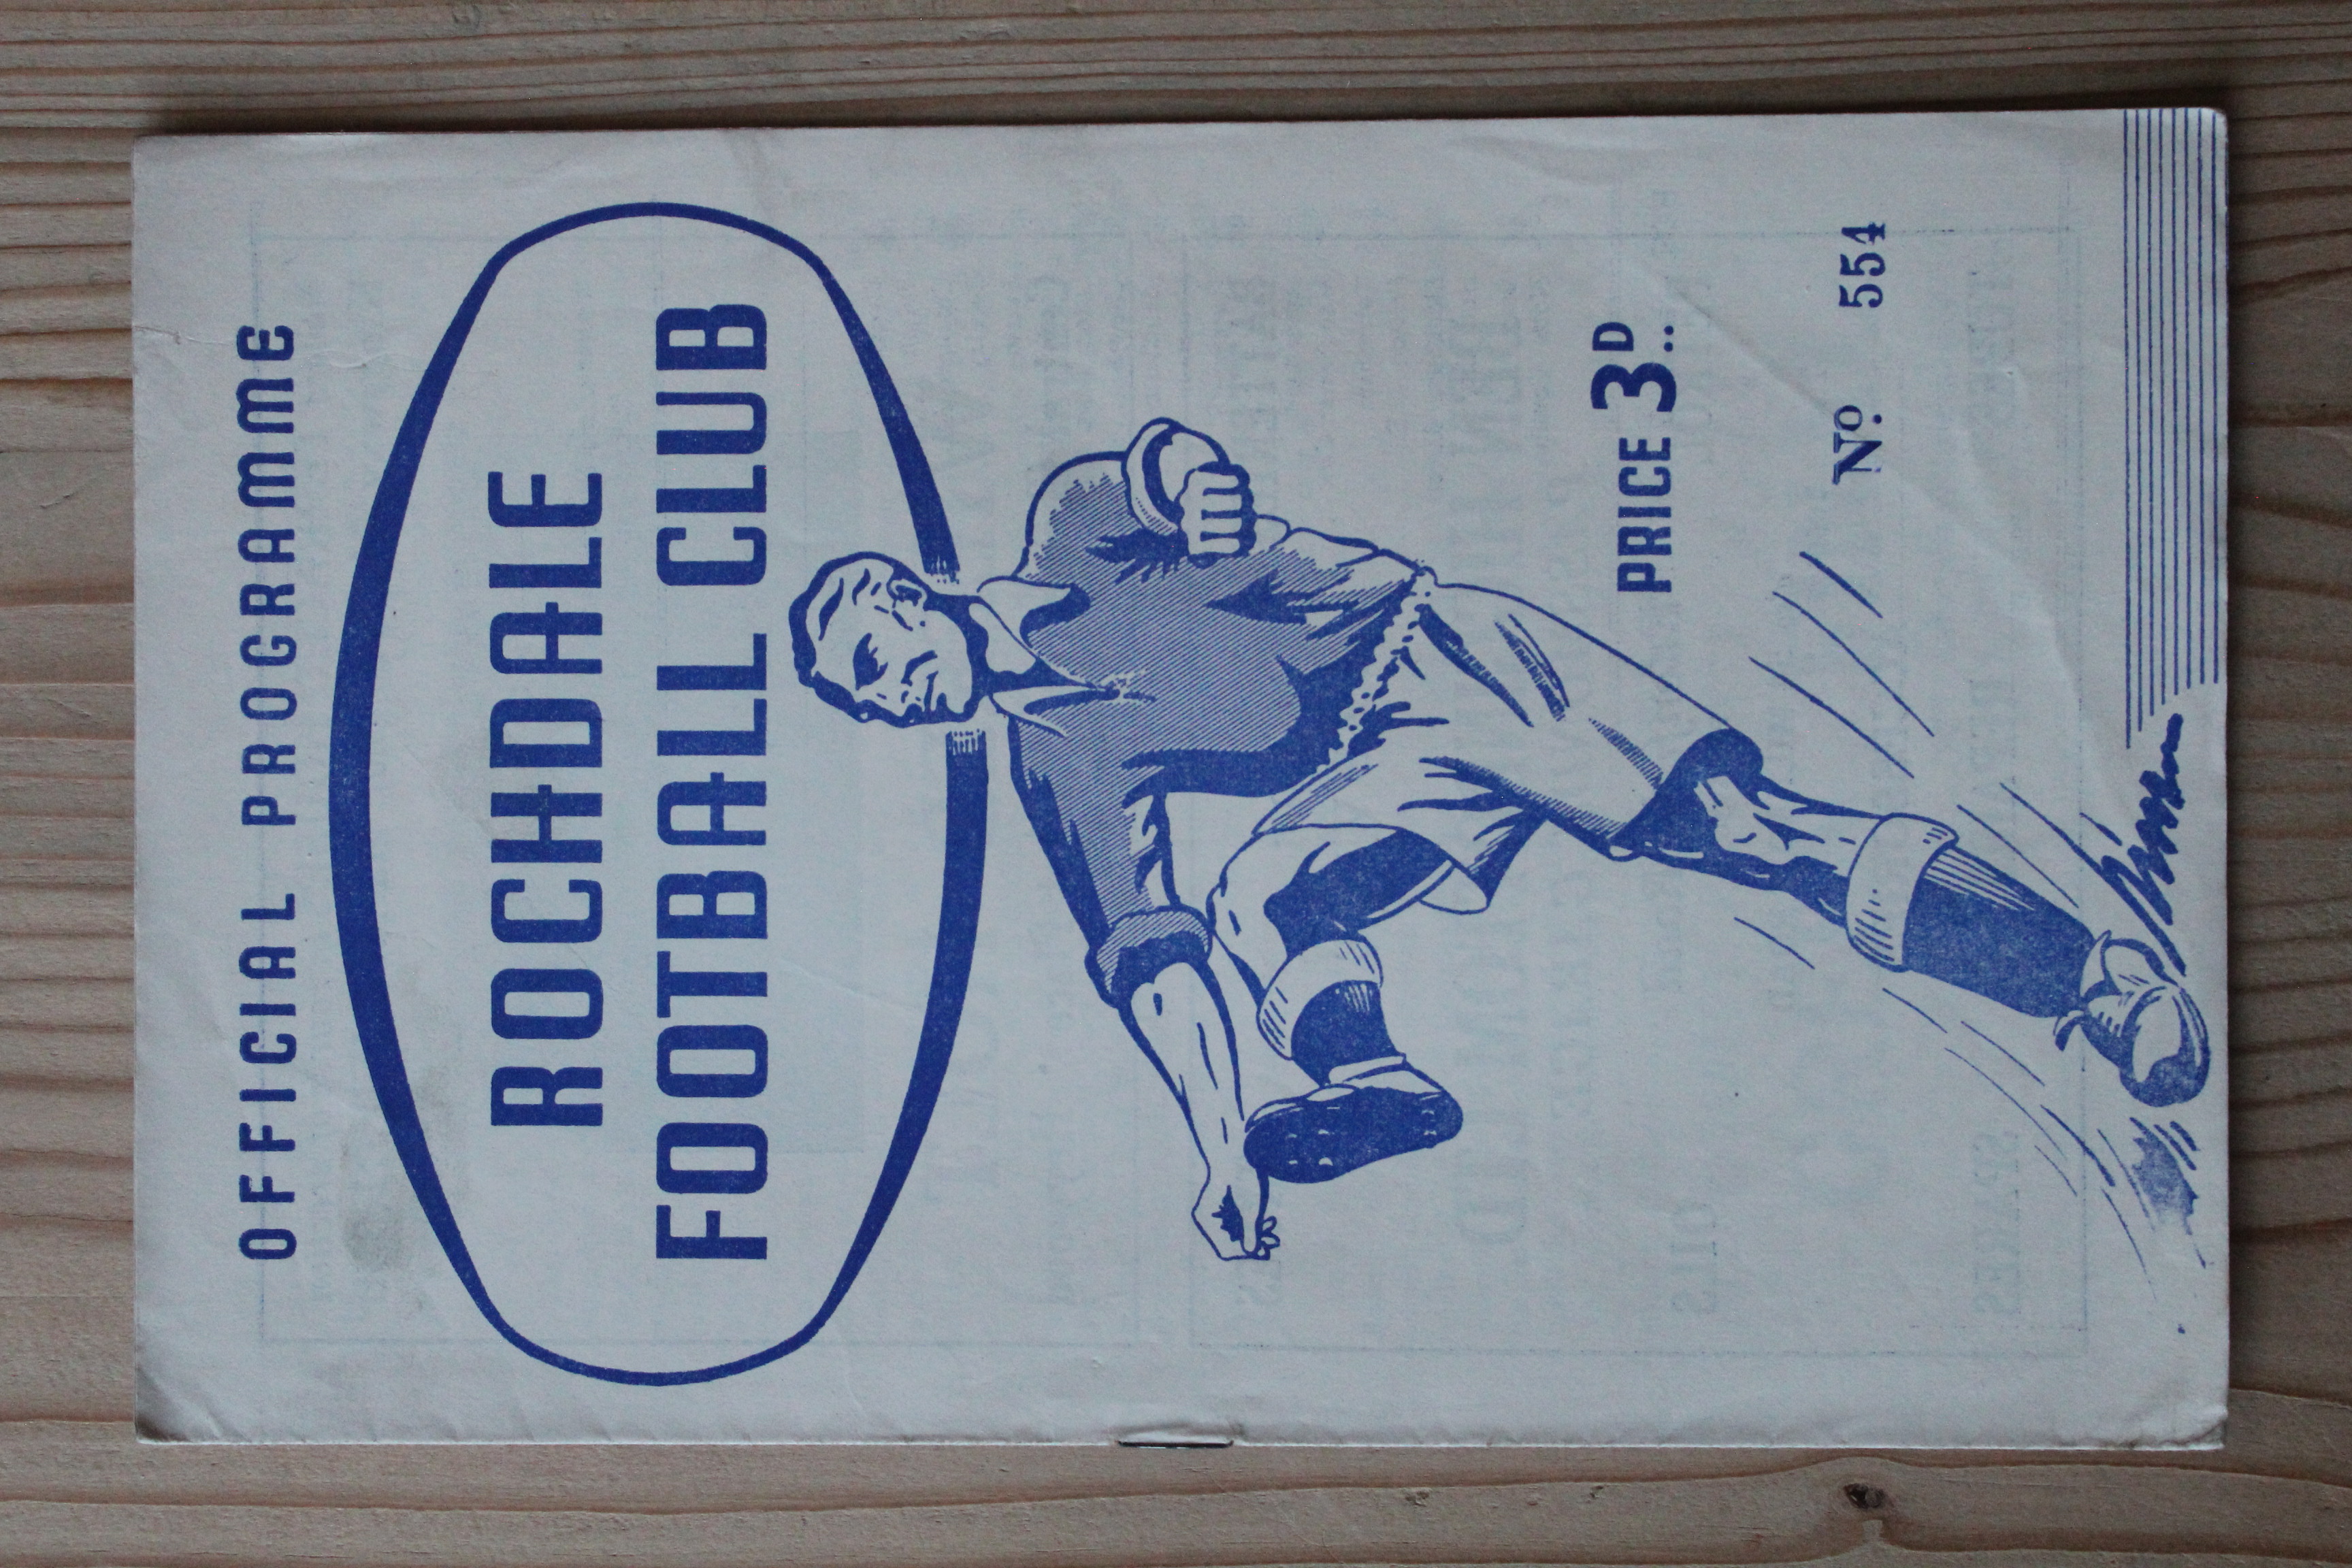 OFFICIAL PROGRAMME
ROCHDALE
FOOTBALL CLUB
PRICE 3D..
No. 554